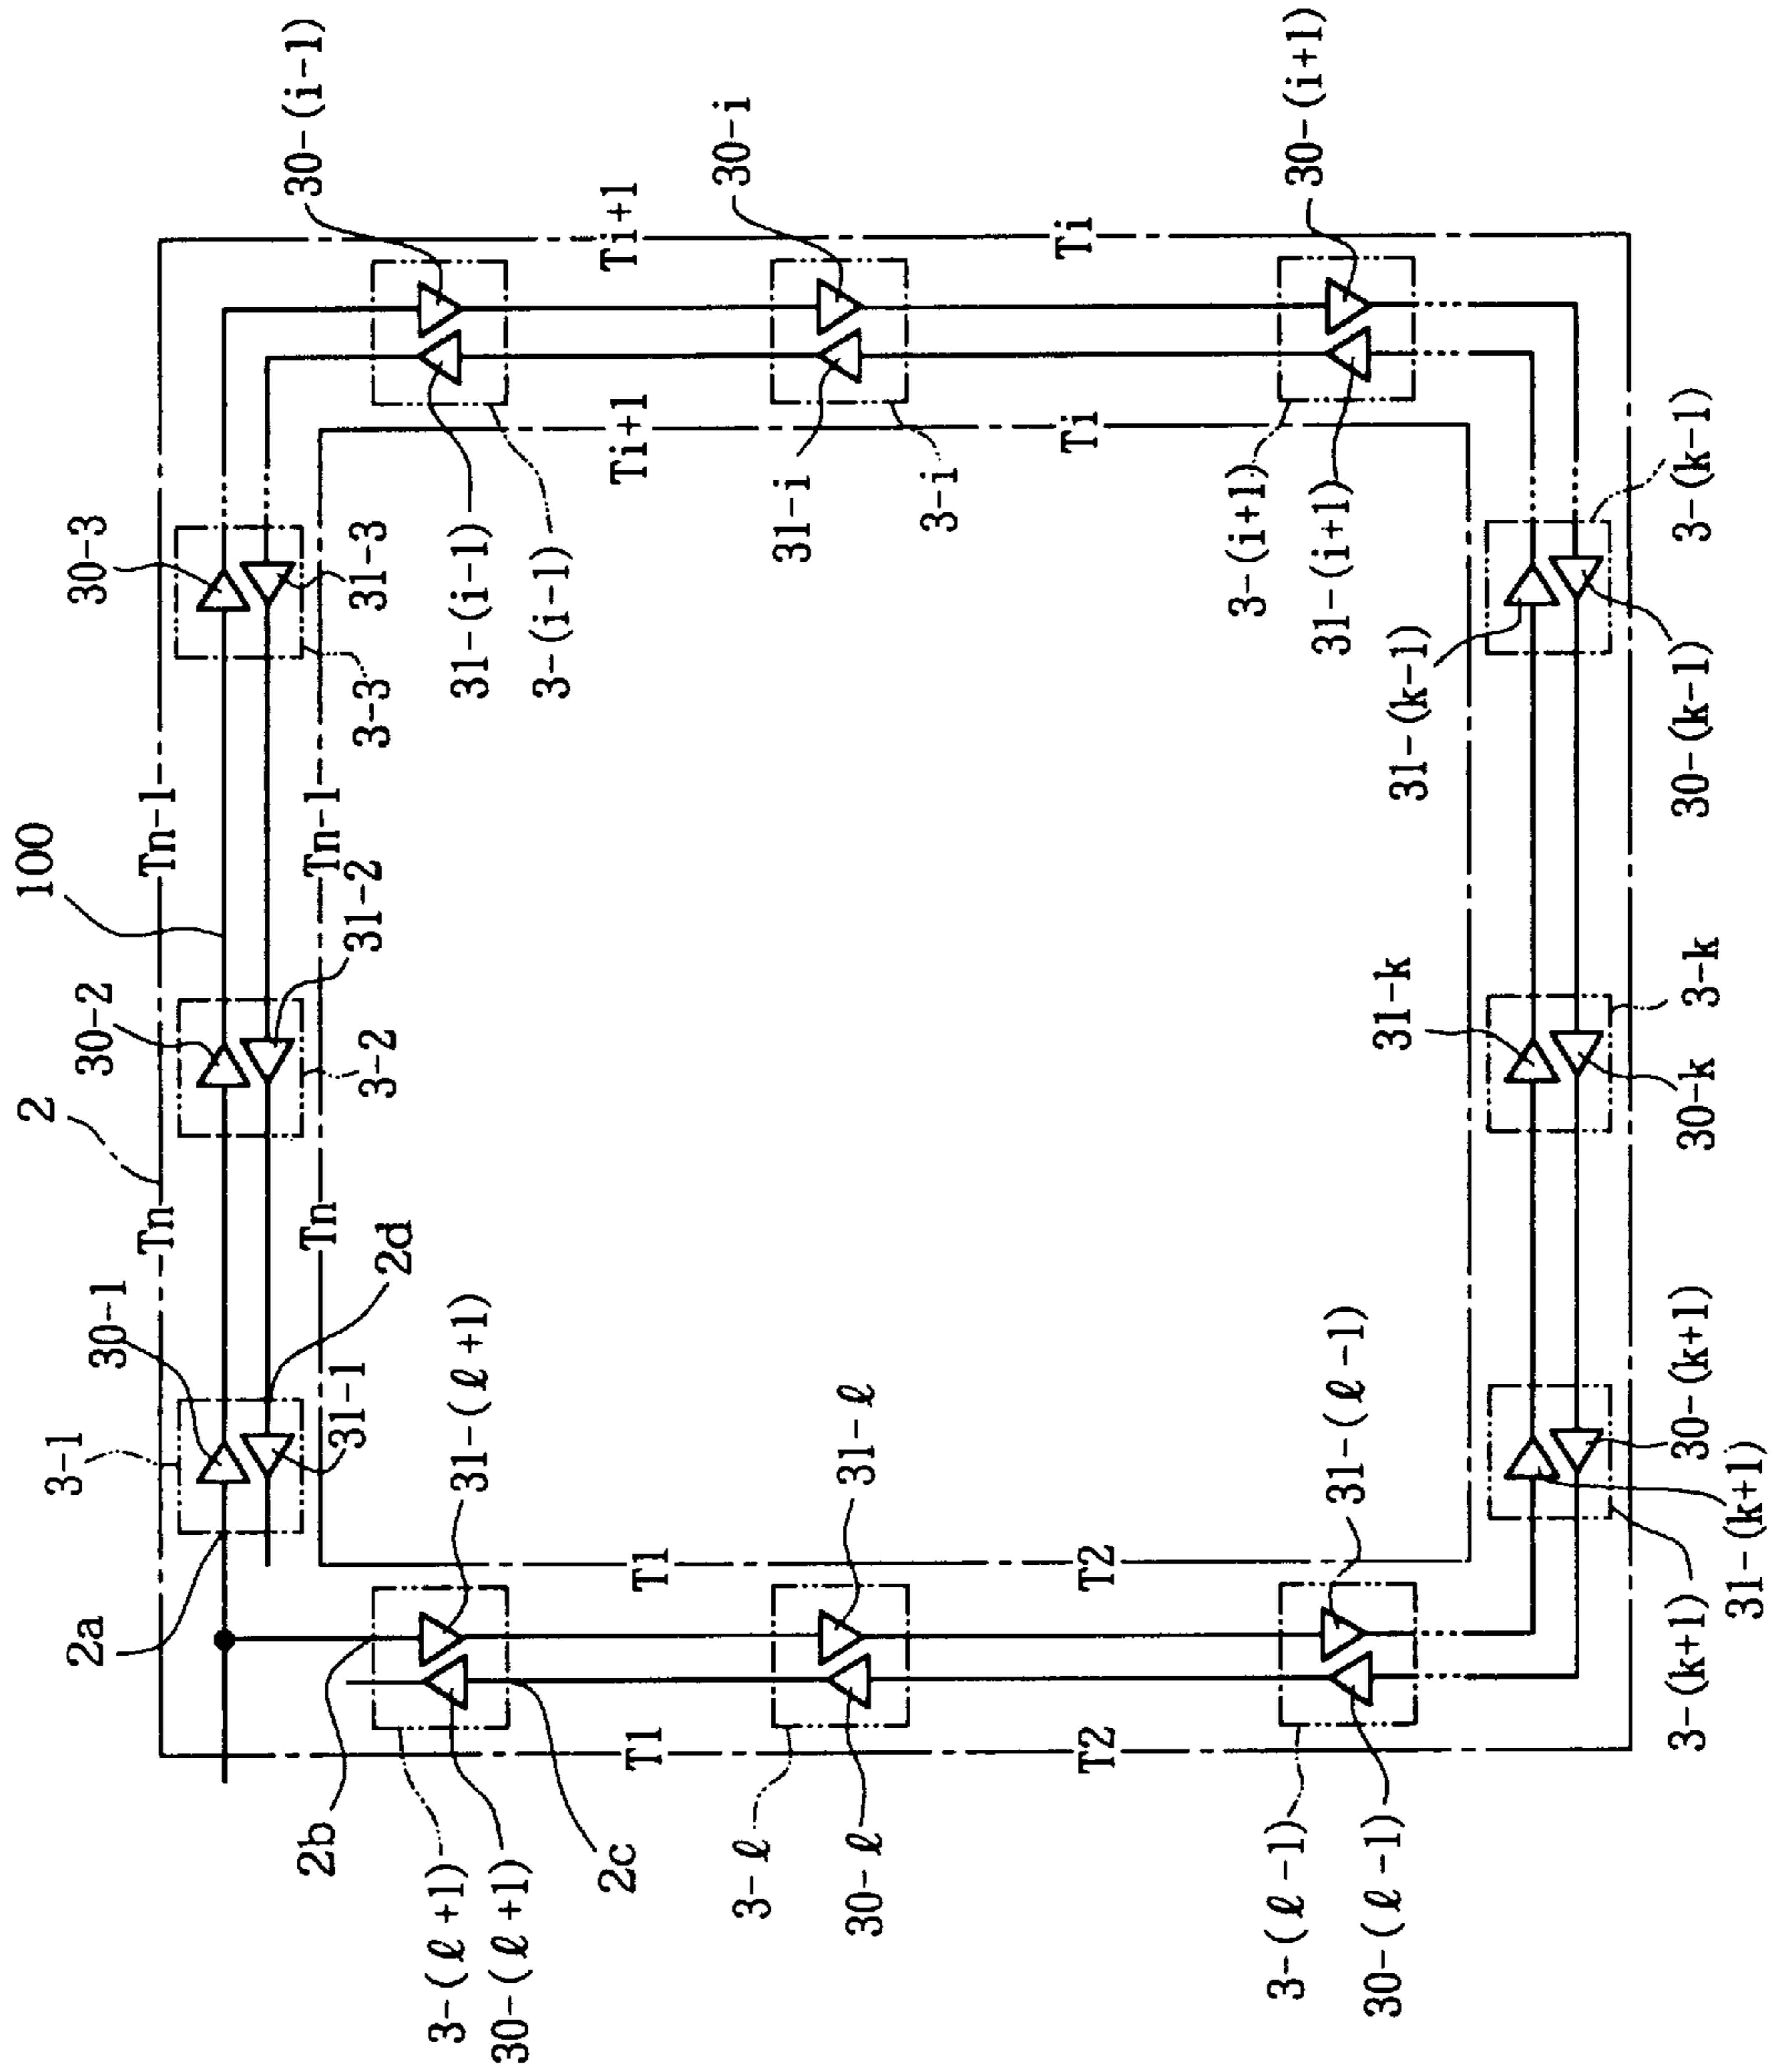 100
2
Tn
Tn-1
30-1
30-2
30-3
3-1
31-1
2d
3-2
31-2
3-3
31-3
Tn
Tn-1
2a
2b
2c
31-(ℓ+1)
3-(ℓ+1)
30-(ℓ+1)
T1
T1
31-ℓ
3-ℓ
30-ℓ
T2
T2
31-(ℓ-1)
3-(ℓ-1)
30-(ℓ-1)
30-(i-1)
31-(i-1)
3-(i-1)
Ti+1
Ti+1
30-i
31-i
3-i
Ti
Ti
30-(i+1)
3-(i+1)
31-(i+1)
31-k
3-k
30-k
31-(k-1)
3-(k-1)
30-(k-1)
30-(k+1)
31-(k+1)
3-(k+1)